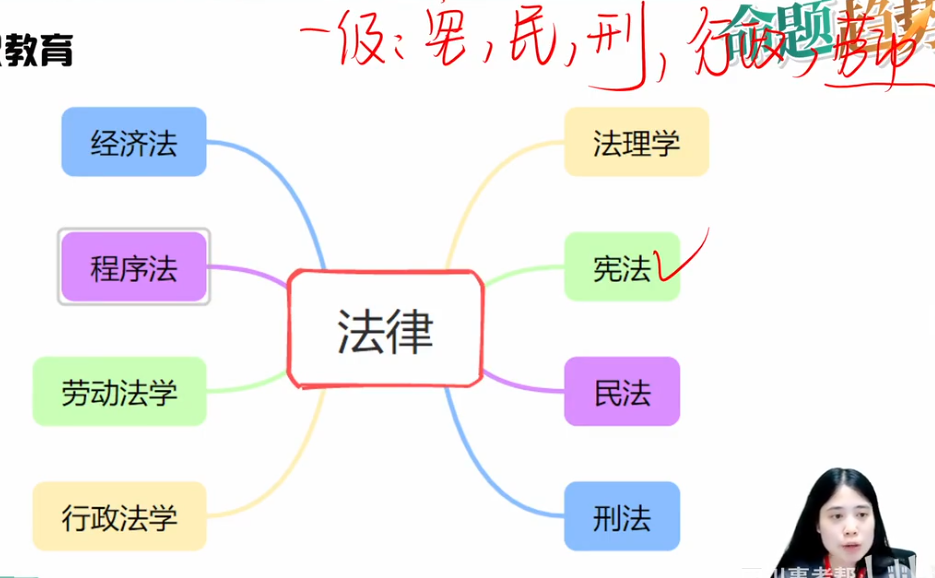 一级：宪，民，刑，行政，劳动
命题趋势
教育
经济法
法理学
程序法
宪法
法律
劳动法学
民法
行政法学
刑法